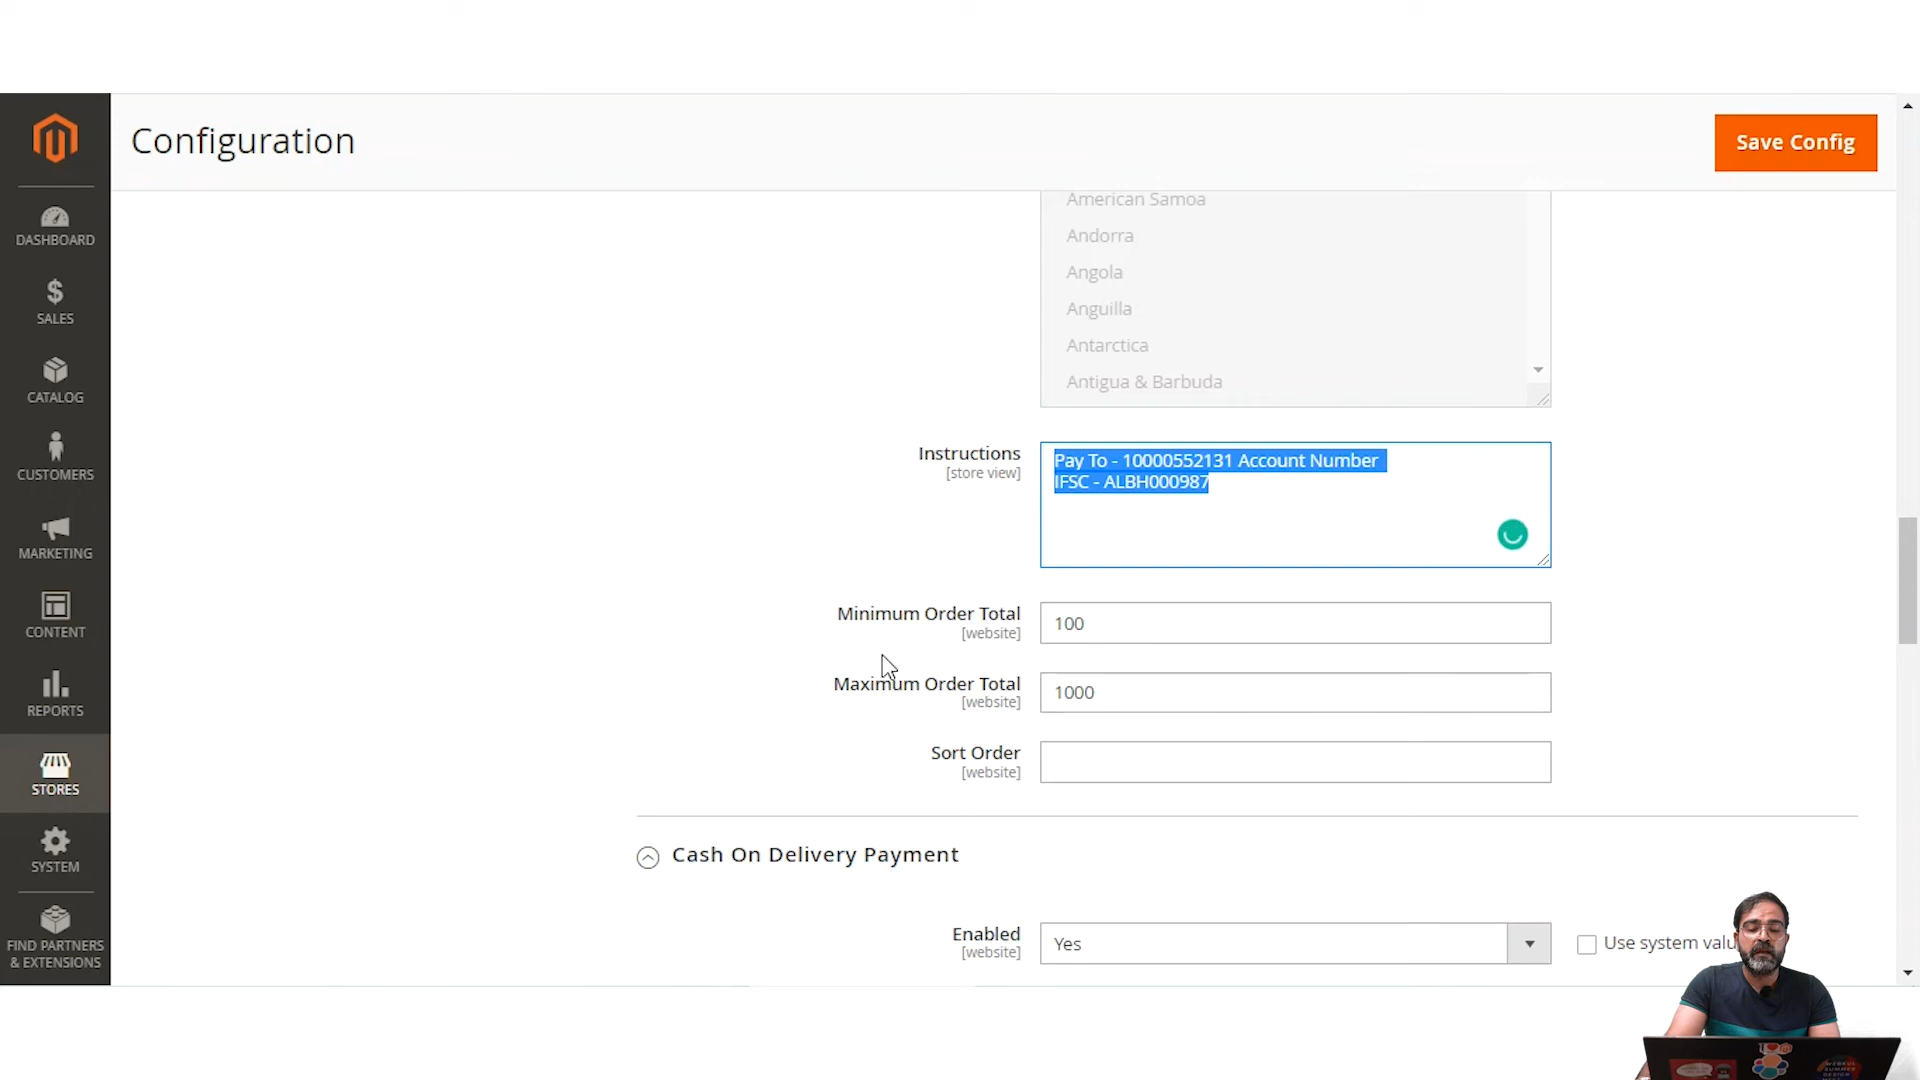 Configuration
Save Config
DASHBOARD
SALES
CATALOG
CUSTOMERS
MARKETING
CONTENT
REPORTS
STORES
SYSTEM
FIND PARTNERS
& EXTENSIONS
American Samoa
Andorra
Angola
Anguilla
Antarctica
Antigua & Barbuda
Instructions
[store view]
Pay To - 10000552131 Account Number
IFSC - ALBH000987
Minimum Order Total
[website]
100
Maximum Order Total
[website]
1000
Sort Order
[website]
Cash On Delivery Payment
Enabled
[website]
Yes
Use system valu